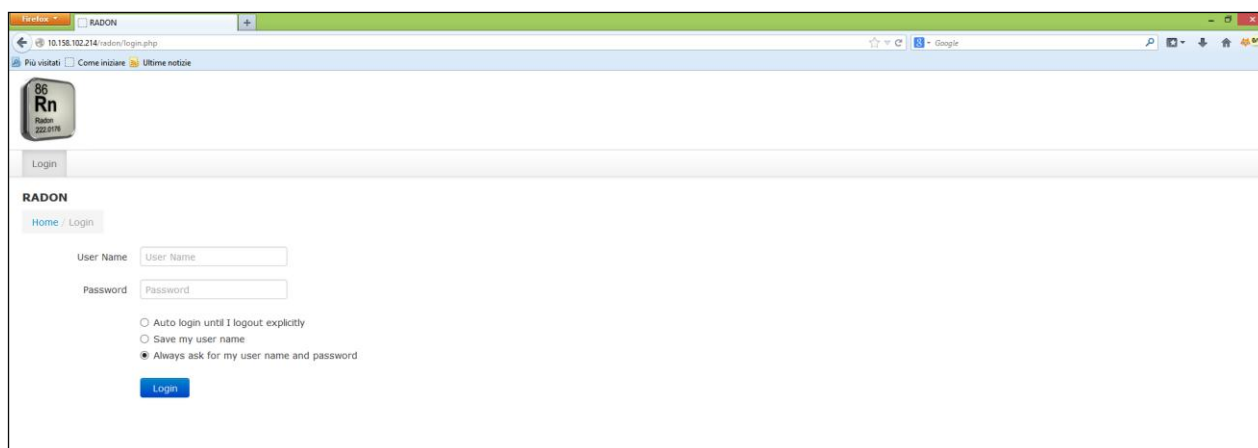 Firefox
RADON
10.158.102.214/radon/login.php
Google
Più visitati Come iniziare Ultime notizie
86
Rn
Radon
222.0176
Login
RADON
Home / Login
User Name User Name
Password Password
Auto login until I logout explicitly
Save my user name
Always ask for my user name and password
Login